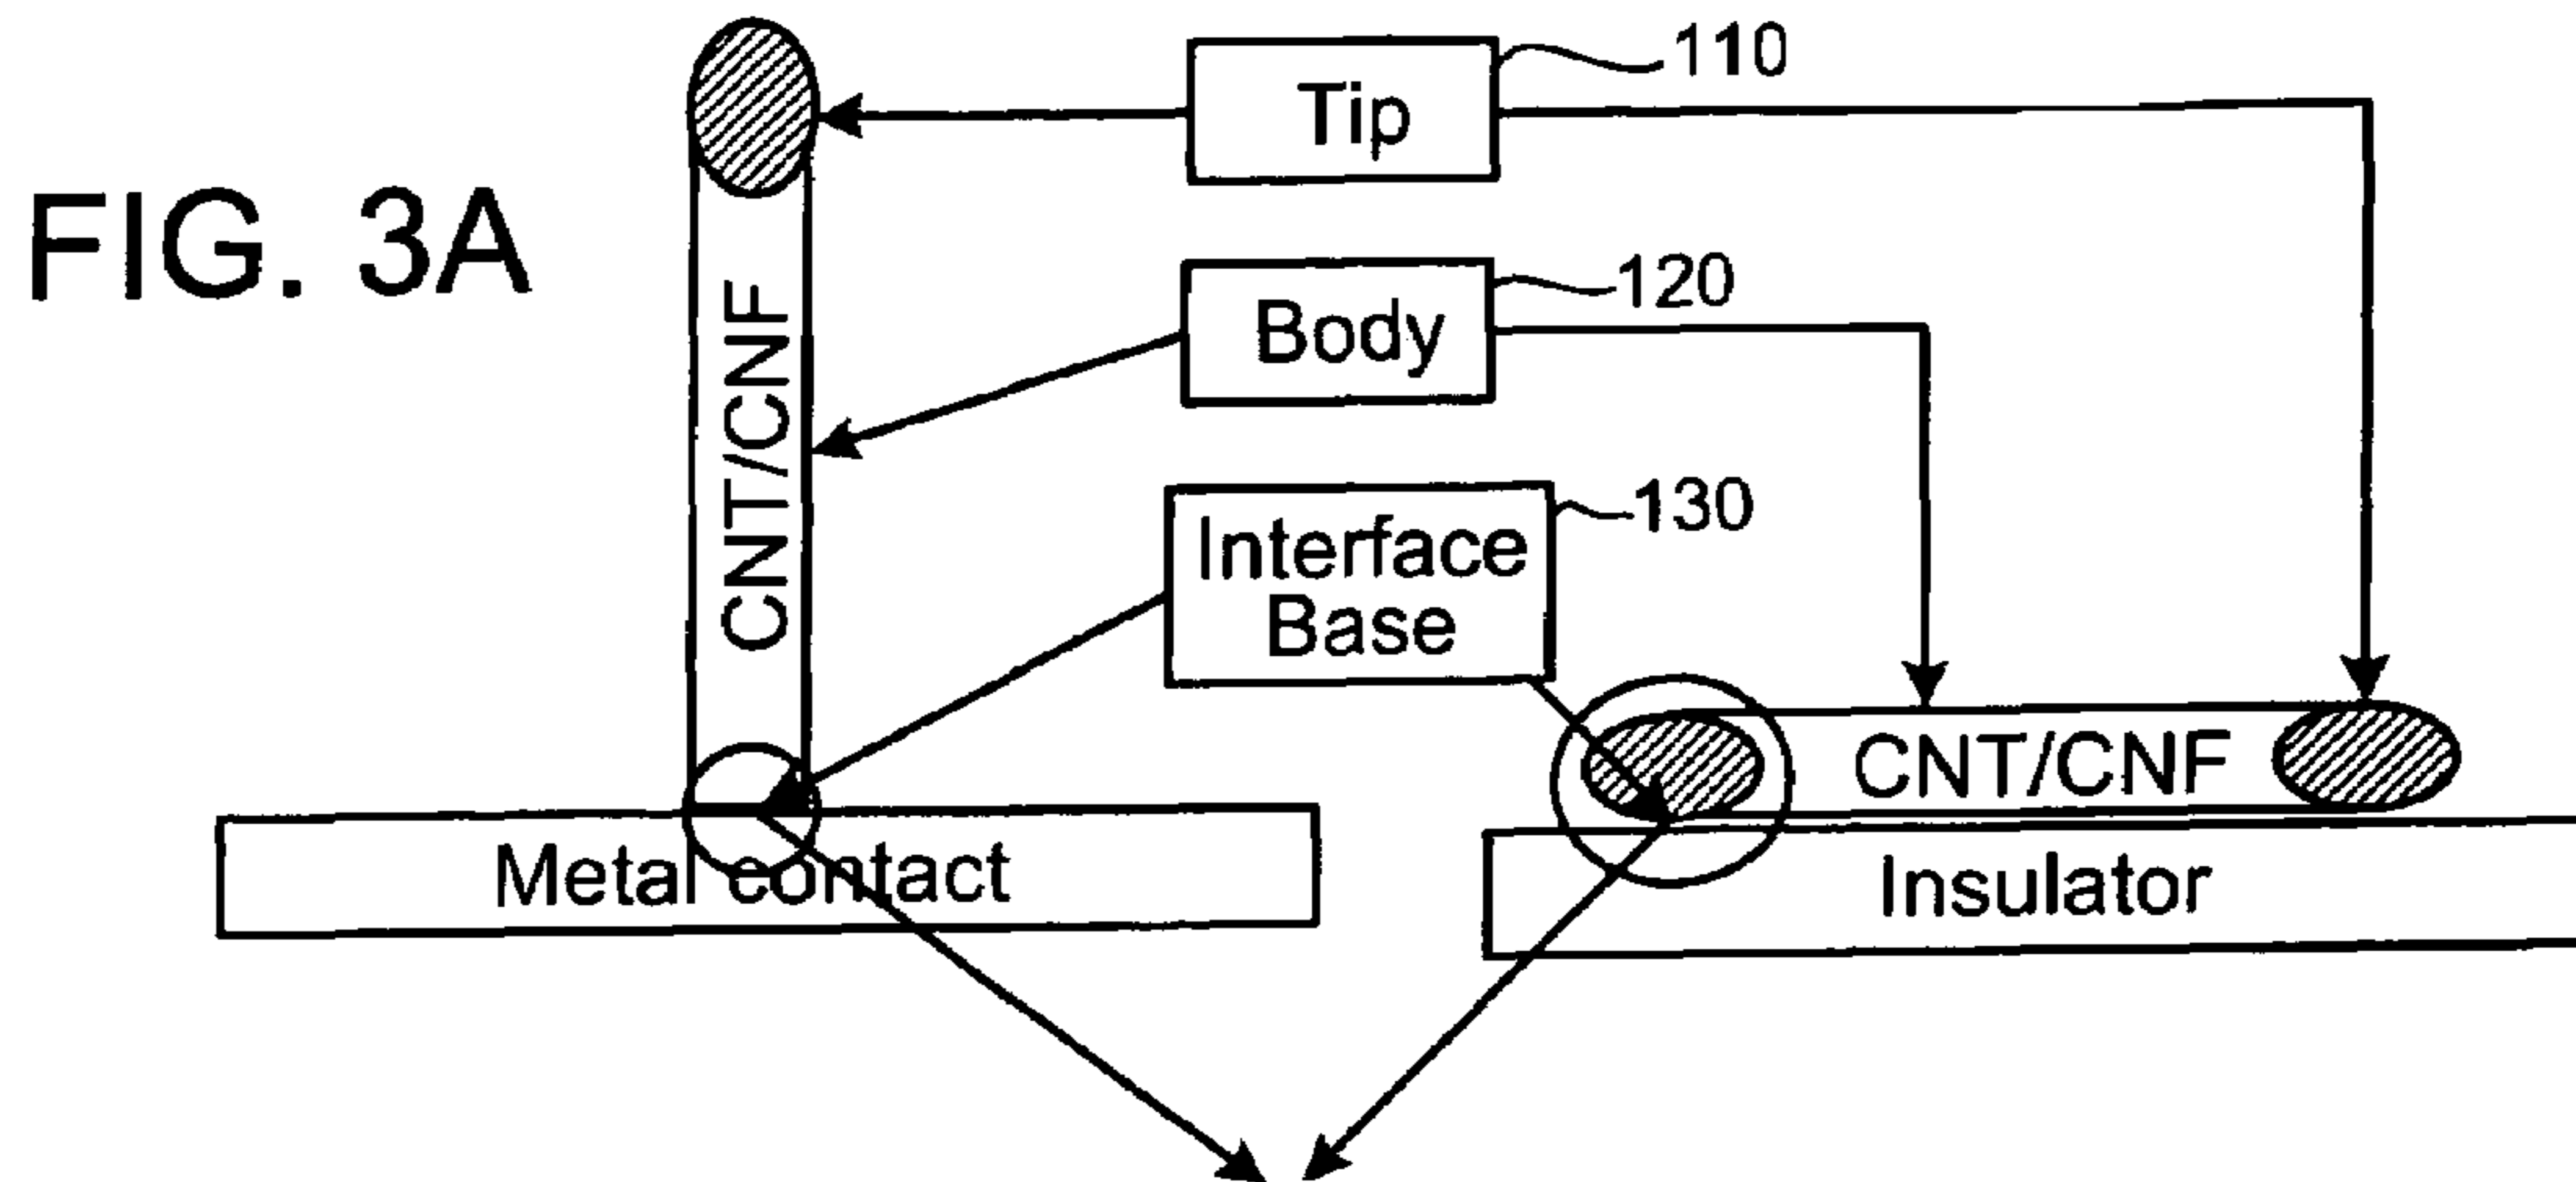 FIG. 3A
Tip
110
Body
120
Interface
Base
130
CNT/CNF
CNT/CNF
Metal contact
Insulator